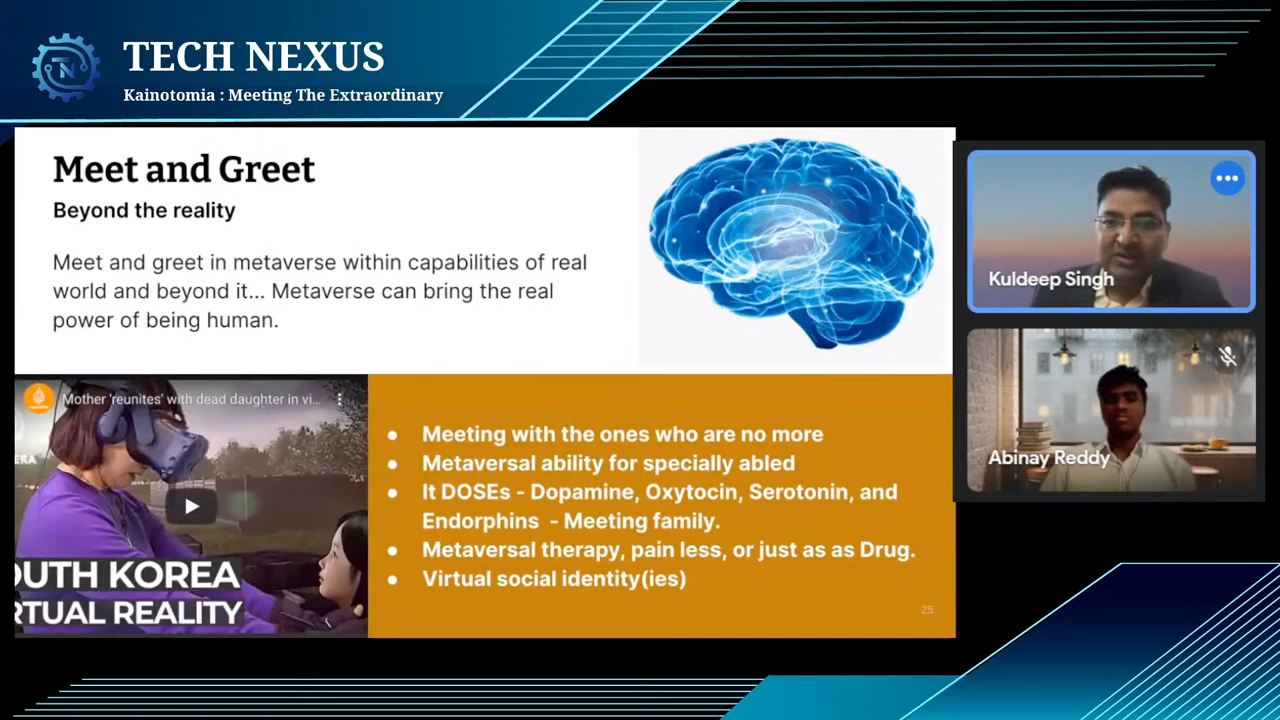 TECH NEXUS
Kainotomia : Meeting The Extraordinary
TN
Meet and Greet
Beyond the reality
Meet and greet in metaverse within capabilities of real
world and beyond it... Metaverse can bring the real
power of being human.
Mother 'reunites' with dead daughter in vi...
ERA
OUTH KOREA
RTUAL REALITY
● Meeting with the ones who are no more
● Metaversal ability for specially abled
● It DOSEs - Dopamine, Oxytocin, Serotonin, and
Endorphins - Meeting family.
● Metaversal therapy, pain less, or just as as Drug.
● Virtual social identity(ies)
25
Kuldeep Singh
Abinay Reddy